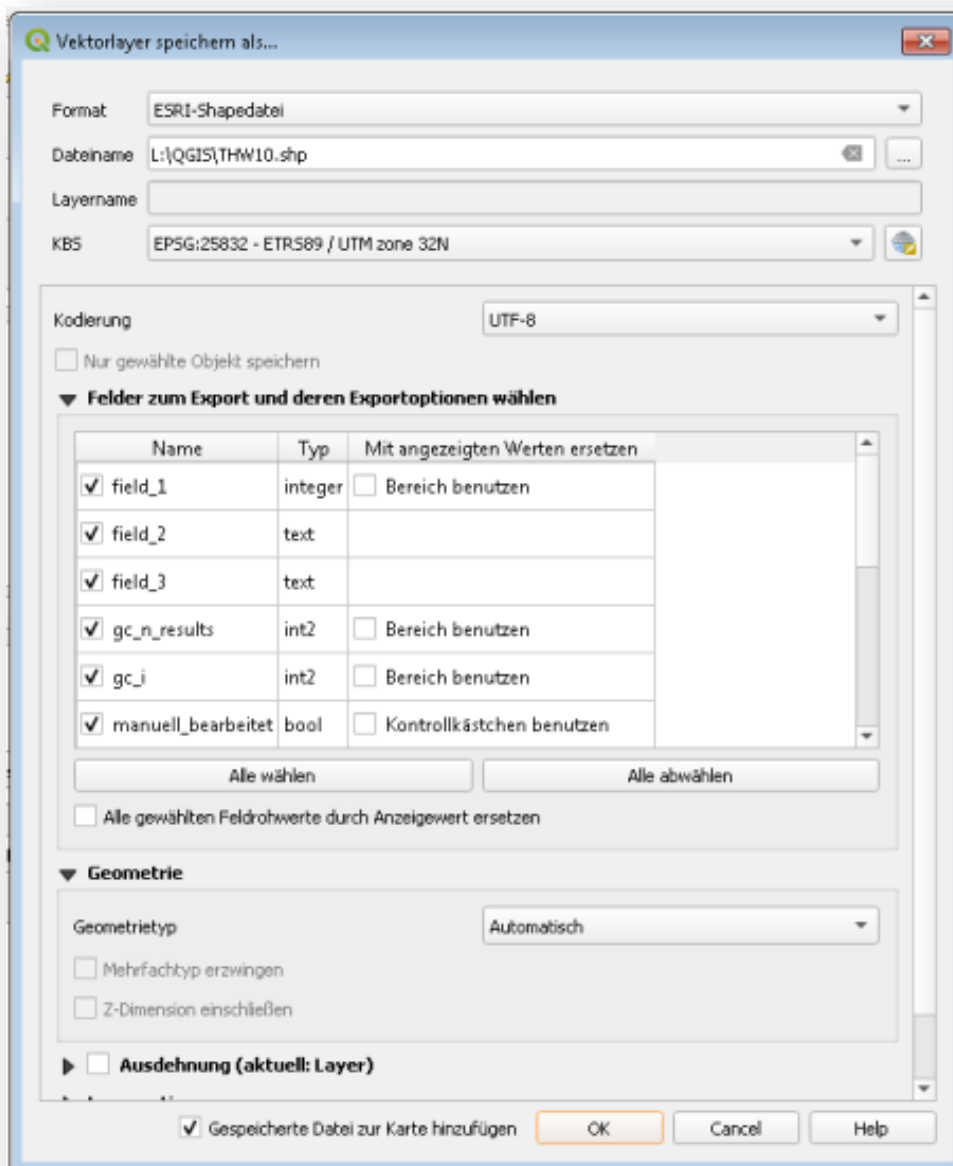 Vektorlayer speichern als...
Format ESRI-Shapedatei
Dateiname L:\QGIS\THW10.shp ...
Layername
KBS EPSG:25832 - ETRS89 / UTM zone 32N
Kodierung UTF-8
Nur gewählte Objekt speichern
Felder zum Export und deren Exportoptionen wählen
Name Typ Mit angezeigten Werten ersetzen
field_1 integer Bereich benutzen
field_2 text
field_3 text
gc_n_results int2 Bereich benutzen
gc_i int2 Bereich benutzen
manuell_bearbeitet bool Kontrollkästchen benutzen
Alle wählen Alle abwählen
Alle gewählten Feldrohwerte durch Anzeigewert ersetzen
Geometrie
Geometrietyp Automatisch
Mehrfachtyp erzwingen
Z-Dimension einschließen
Ausdehnung (aktuell: Layer)
Gespeicherte Datei zur Karte hinzufügen OK Cancel Help